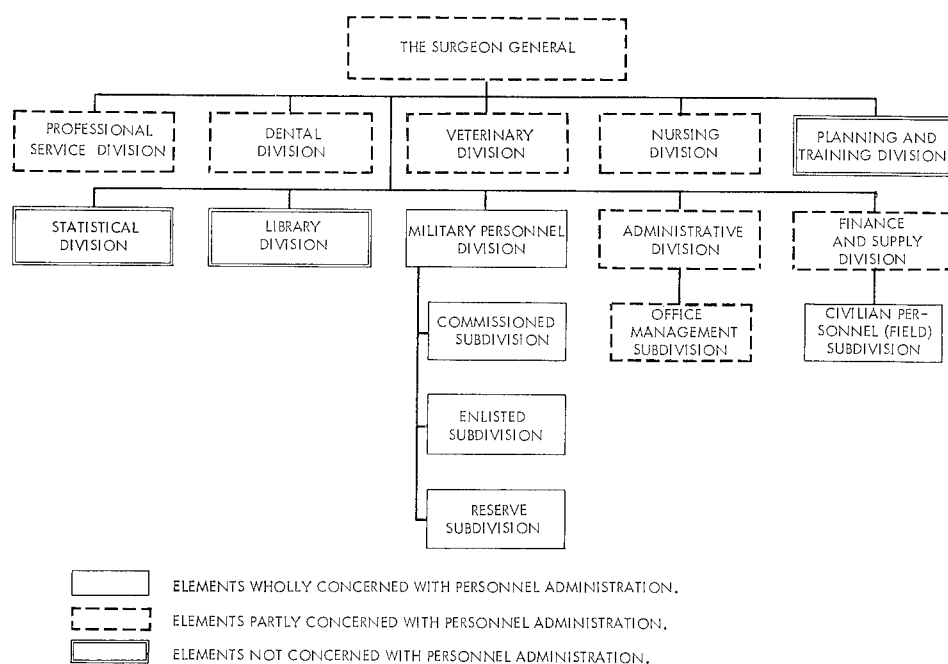 THE SURGEON GENERAL
PROFESSIONAL
SERVICE DIVISION
DENTAL
DIVISION
VETERINARY
DIVISION
NURSING
DIVISION
PLANNING AND
TRAINING DIVISION
STATISTICAL
DIVISION
LIBRARY
DIVISION
MILITARY PERSONNEL
DIVISION
ADMINISTRATIVE
DIVISION
FINANCE
AND SUPPLY
DIVISION
COMMISSIONED
SUBDIVISION
OFFICE
MANAGEMENT
SUBDIVISION
CIVILIAN PER-
SONNEL (FIELD)
SUBDIVISION
ENLISTED
SUBDIVISION
RESERVE
SUBDIVISION
ELEMENTS WHOLLY CONCERNED WITH PERSONNEL ADMINISTRATION.
ELEMENTS PARTLY CONCERNED WITH PERSONNEL ADMINISTRATION.
ELEMENTS NOT CONCERNED WITH PERSONNEL ADMINISTRATION.